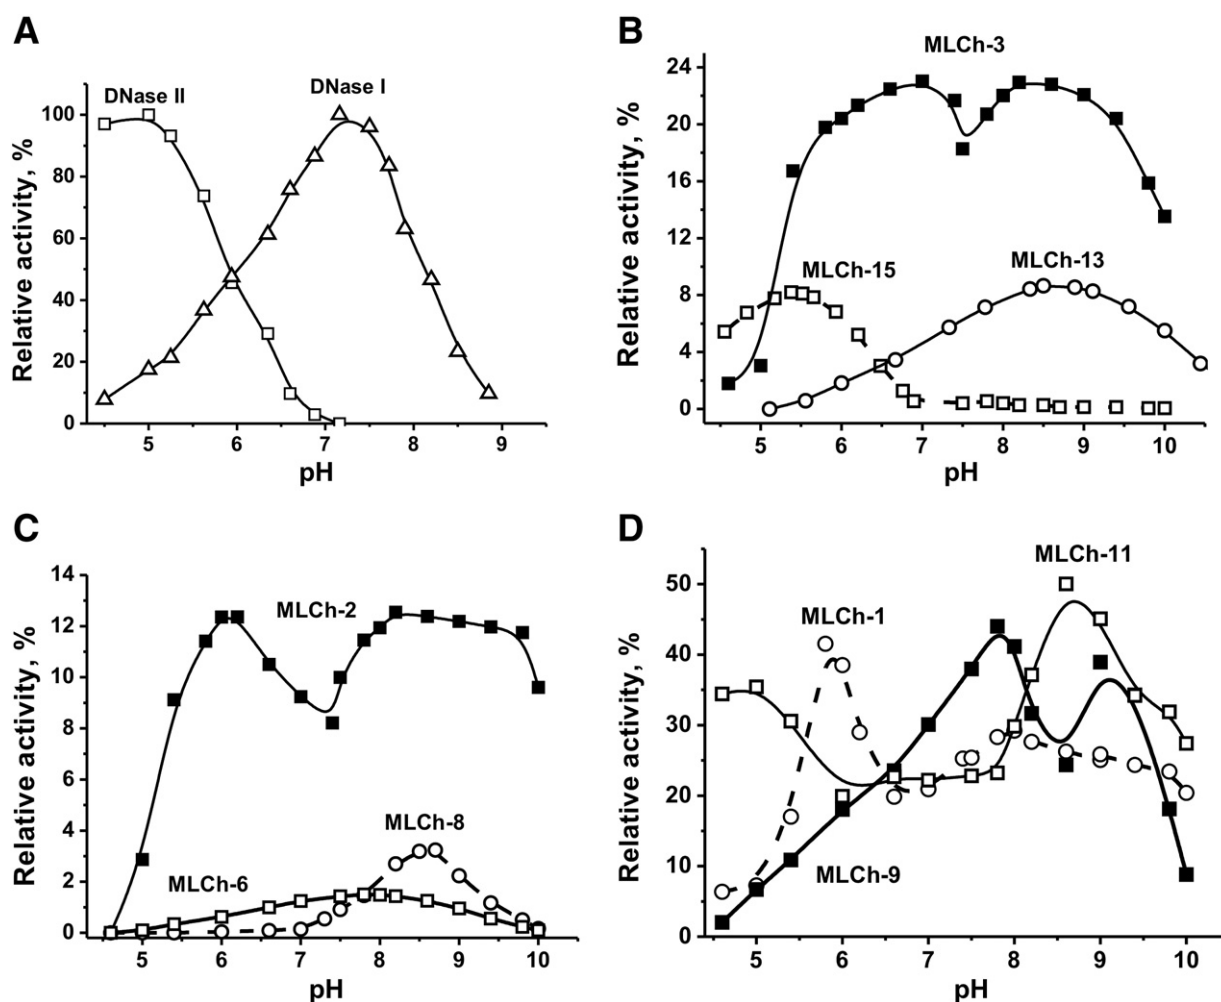 A
DNase II
DNase I
100
80
60
40
20
0
Relative activity, %
5 6 7 8 9
pH
B
MLCh-3
MLCh-15
MLCh-13
24
20
16
12
8
4
0
Relative activity, %
5 6 7 8 9 10
pH
C
MLCh-2
MLCh-8
MLCh-6
14
12
10
8
6
4
2
0
Relative activity, %
5 6 7 8 9 10
pH
D
MLCh-11
MLCh-1
MLCh-9
50
40
30
20
10
0
Relative activity, %
5 6 7 8 9 10
pH